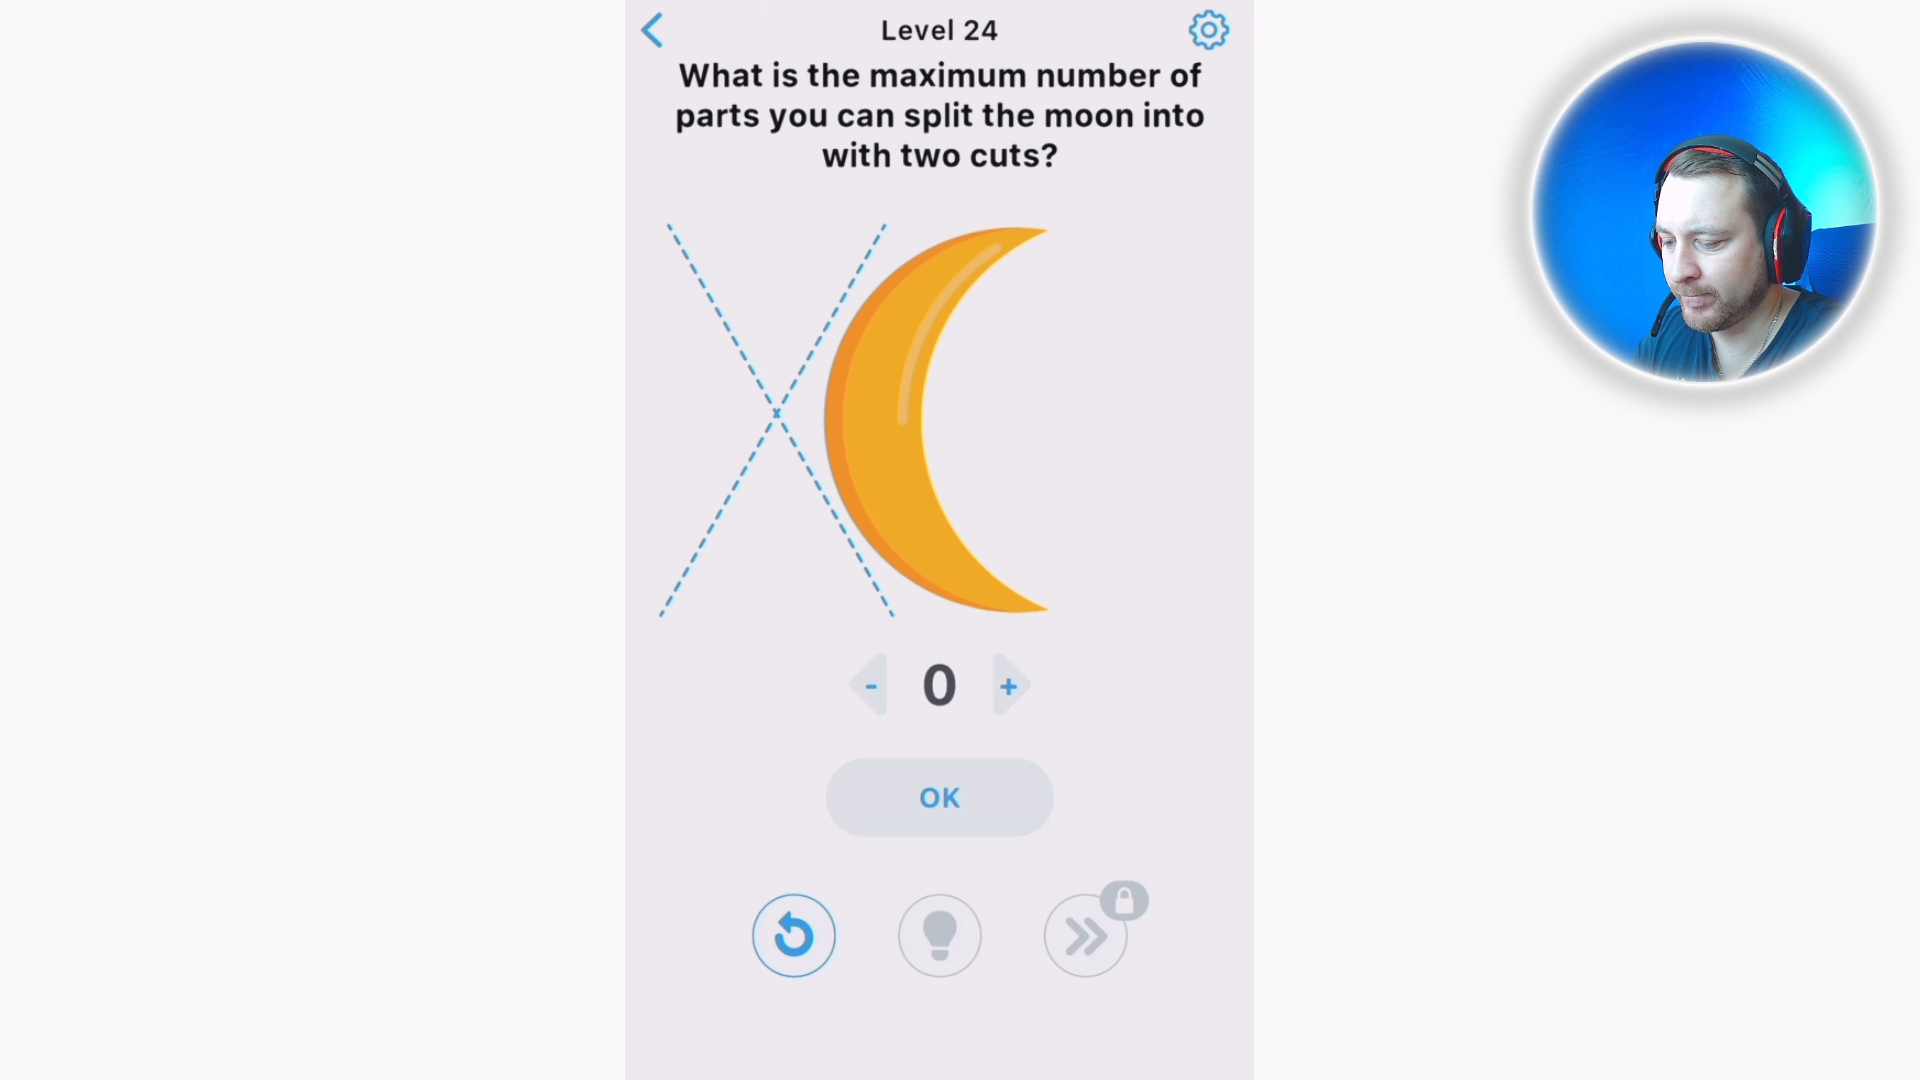 Level 24
What is the maximum number of
parts you can split the moon into
with two cuts?
- 0 +
OK